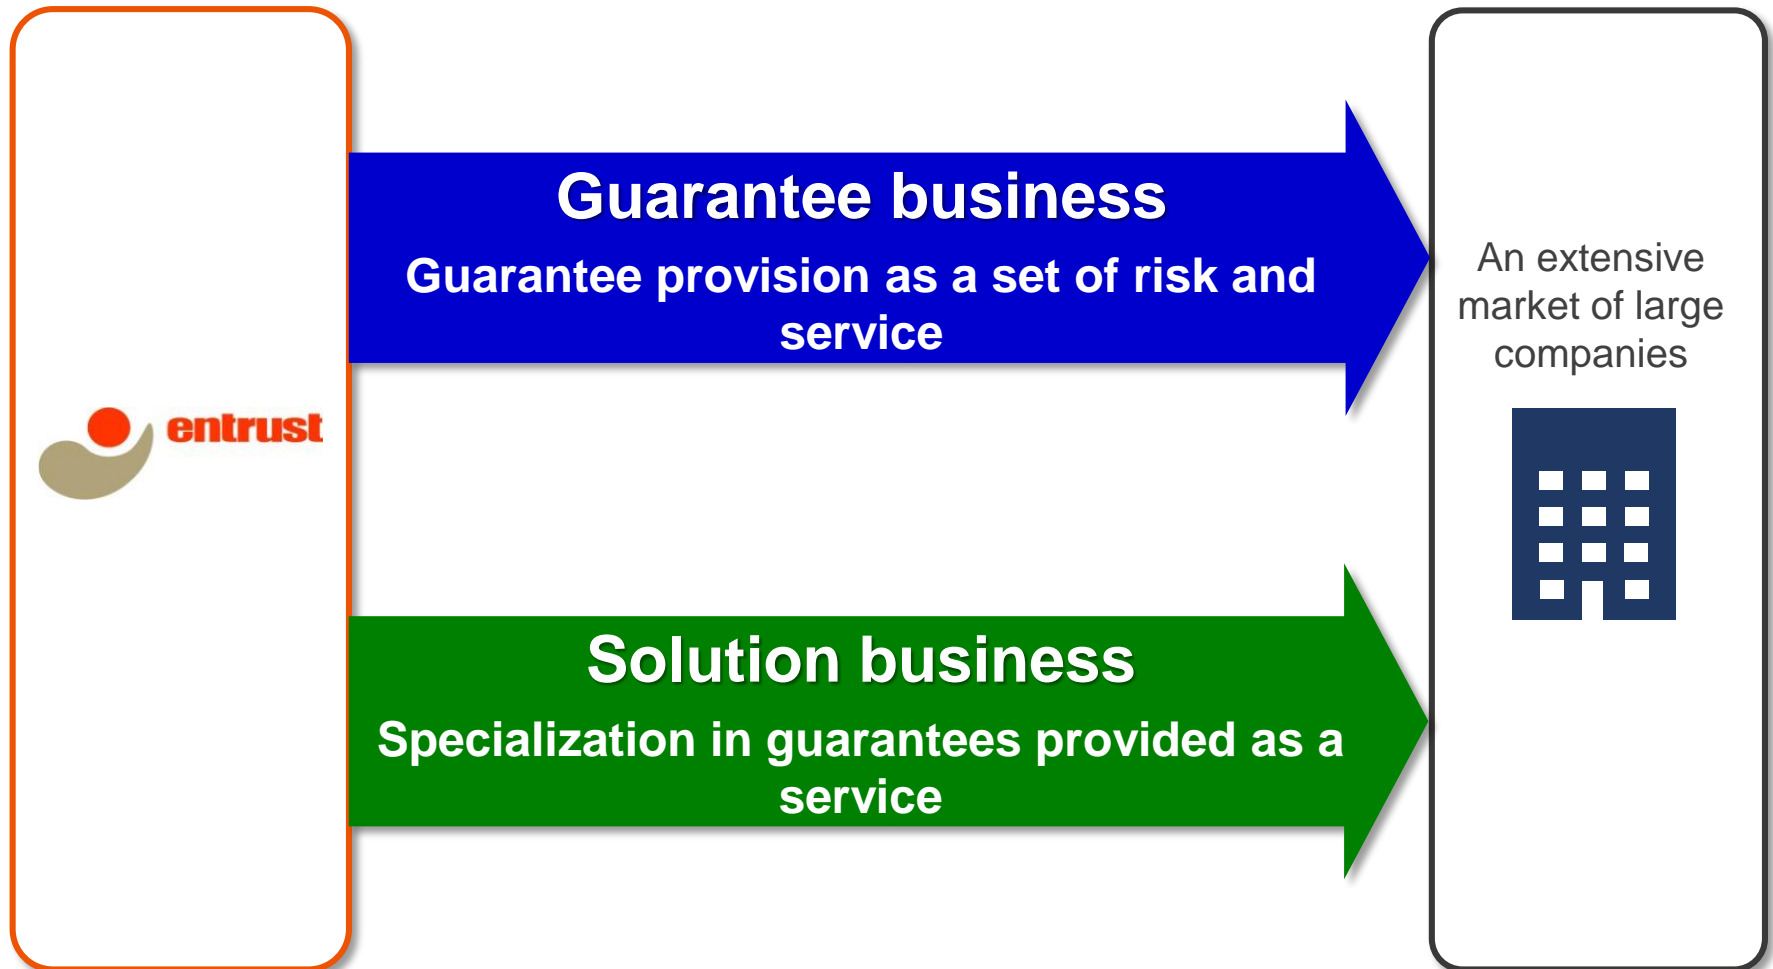 entrust
Guarantee business
Guarantee provision as a set of risk and
service
Solution business
Specialization in guarantees provided as a
service
An extensive
market of large
companies